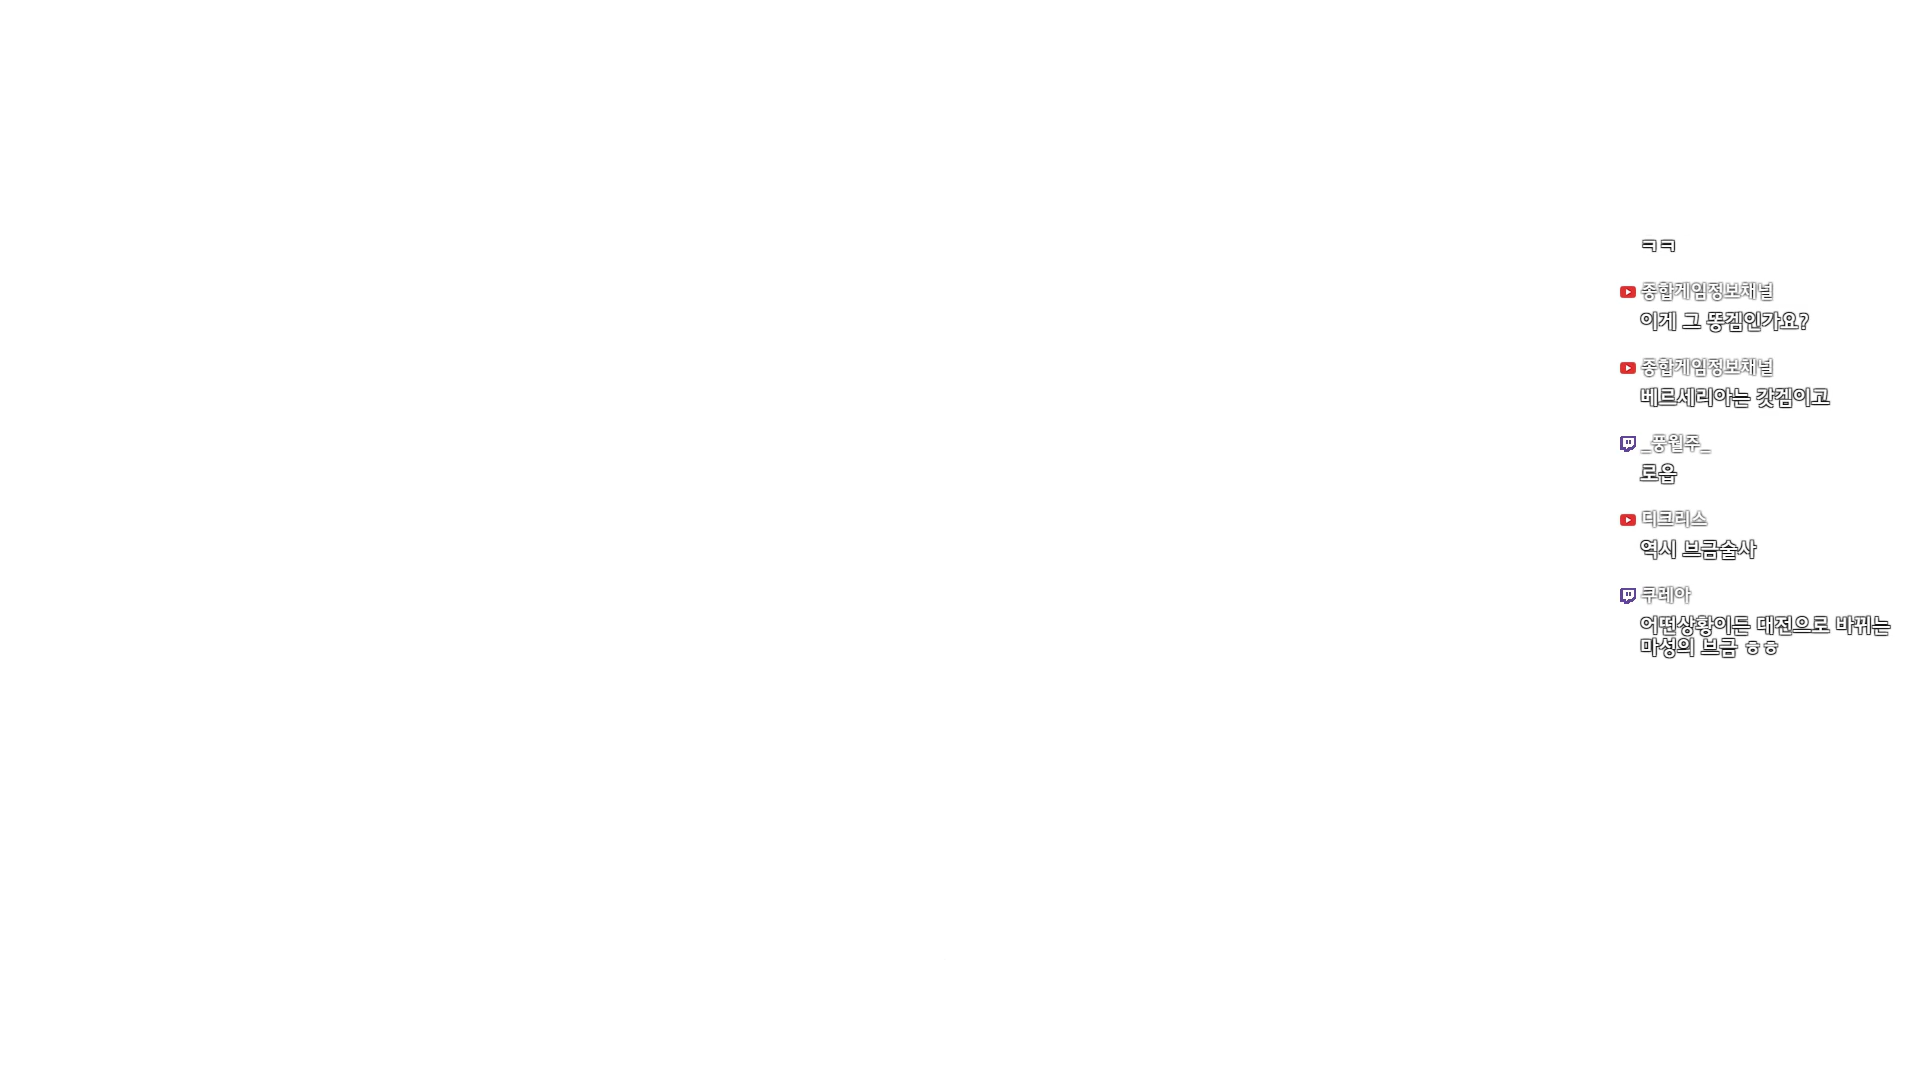 ㅋㅋ
종합게임정보채널
이게 그 똥겜인가요?
종합게임정보채널
베르세리아는 갓겜이고
_풍월주_
로읍
디크리스
역시 브금술사
쿠레아
어떤상황이든 대전으로 바뀌는
마성의 브금 ㅎㅎ